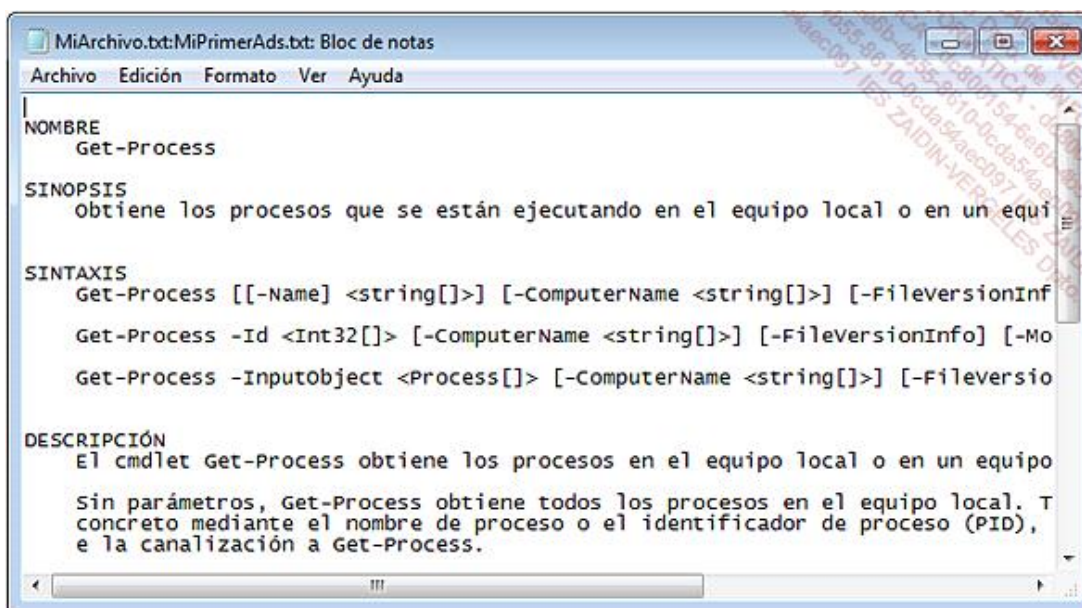 MiArchivo.txt:MiPrimerAds.txt: Bloc de notas
Archivo Edición Formato Ver Ayuda
NOMBRE
Get-Process
SINOPSIS
Obtiene los procesos que se están ejecutando en el equipo local o en un equi
SINTAXIS
Get-Process [[-Name] <string[]>] [-ComputerName <string[]>] [-FileVersionInf
Get-Process -Id <Int32[]> [-ComputerName <string[]>] [-FileVersionInfo] [-Mo
Get-Process -InputObject <Process[]> [-ComputerName <string[]>] [-FileVersio
DESCRIPCIÓN
El cmdlet Get-Process obtiene los procesos en el equipo local o en un equipo
Sin parámetros, Get-Process obtiene todos los procesos en el equipo local. T
concreto mediante el nombre de proceso o el identificador de proceso (PID),
e la canalización a Get-Process.